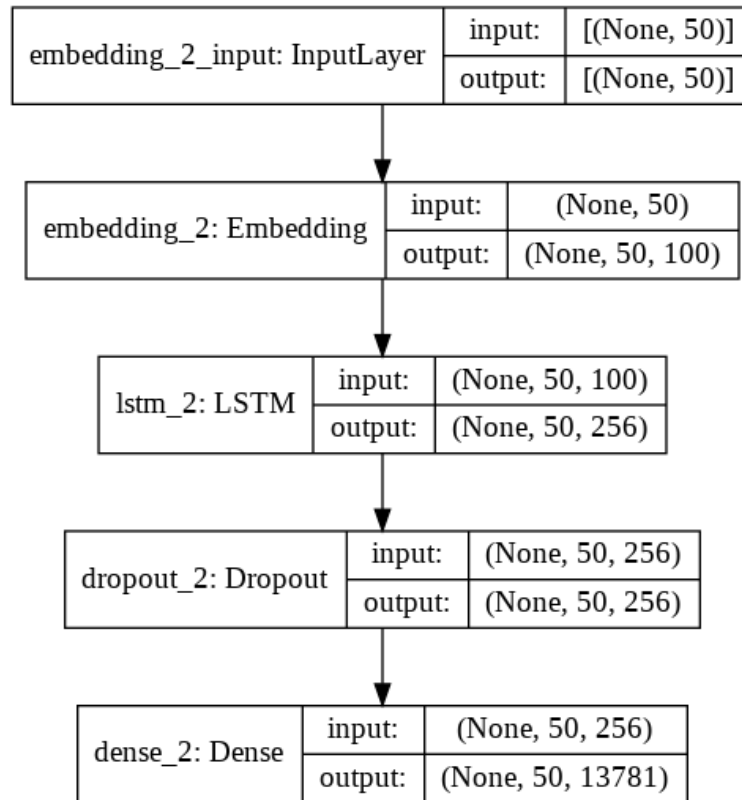 embedding_2_input: InputLayer
input: [(None, 50)]
output: [(None, 50)]
embedding_2: Embedding
input: (None, 50)
output: (None, 50, 100)
lstm_2: LSTM
input: (None, 50, 100)
output: (None, 50, 256)
dropout_2: Dropout
input: (None, 50, 256)
output: (None, 50, 256)
dense_2: Dense
input: (None, 50, 256)
output: (None, 50, 13781)